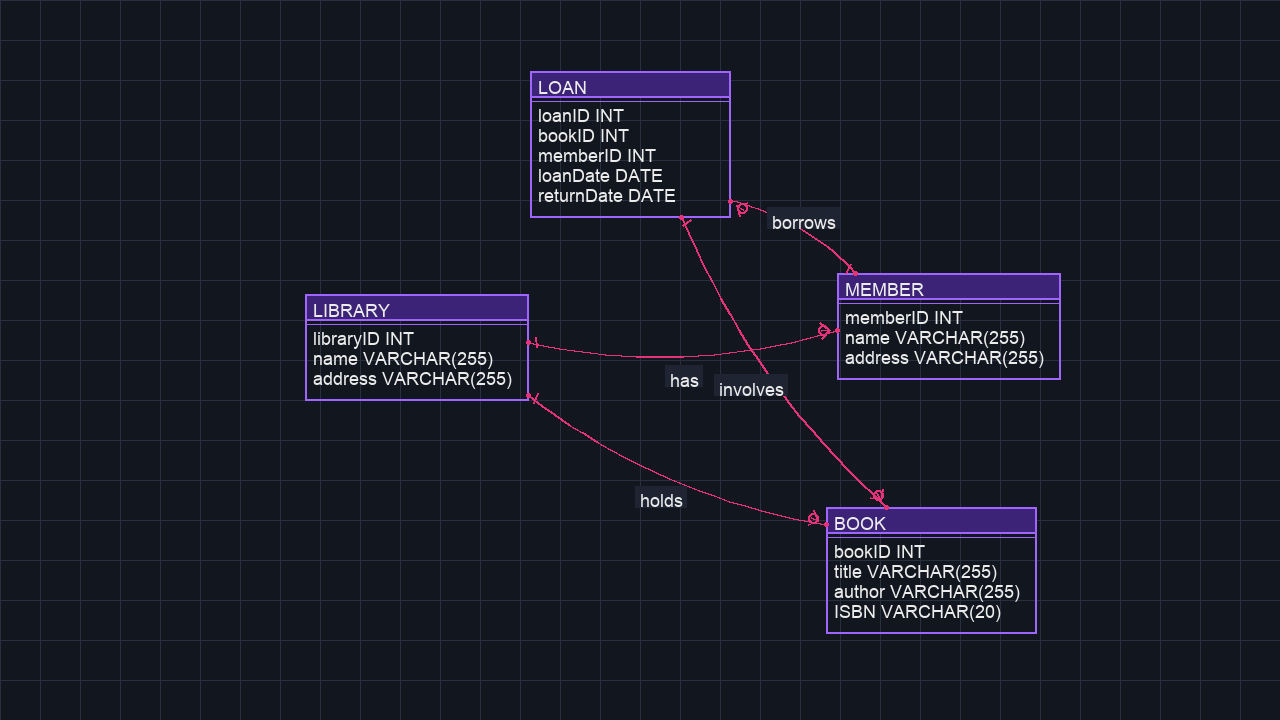 LOAN
loanID INT
bookID INT
memberID INT
loanDate DATE
returnDate DATE
borrows
MEMBER
memberID INT
name VARCHAR(255)
address VARCHAR(255)
LIBRARY
libraryID INT
name VARCHAR(255)
address VARCHAR(255)
has
involves
holds
BOOK
bookID INT
title VARCHAR(255)
author VARCHAR(255)
ISBN VARCHAR(20)